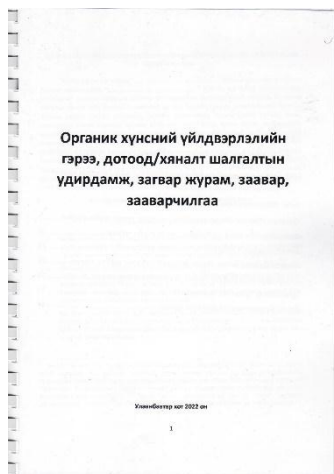 Органик хүнсний үйлдвэрлэлийн
гэрээ, дотоод/хяналт шалгалтын
удирдамж, загвар журам, заавар,
зааварчилгаа
Улаанбаатар хот 2022 он
1